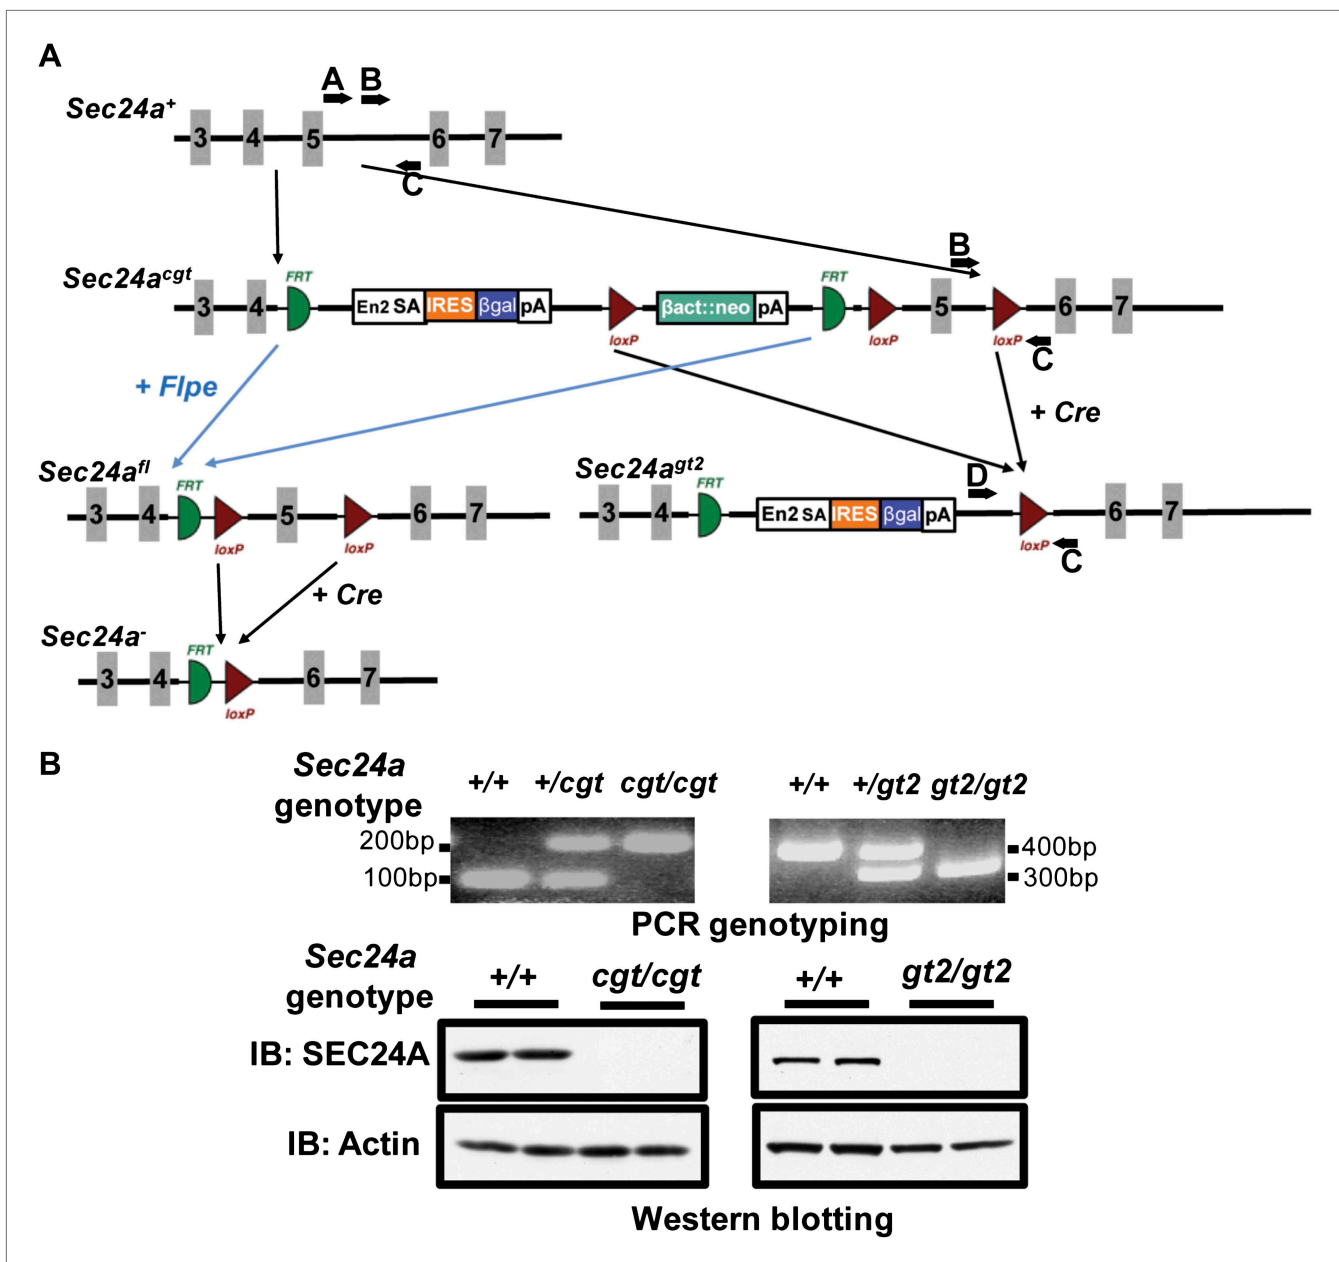 A
A B
Sec24a+
3 4 5 6 7
C
B
Sec24acgt
FRT FRT
3 4 En2 SA IRES βgal pA βact::neo pA 5 6 7
loxP loxP loxP
C
+ Flpe
+ Cre
Sec24afl
FRT
3 4 5 6 7
loxP loxP
Sec24agt2
D
FRT
3 4 En2 SA IRES βgal pA 6 7
loxP
C
+ Cre
Sec24a-
FRT
3 4 6 7
loxP
B
Sec24a
genotype
+/+ +/cgt cgt/cgt
+/+ +/gt2 gt2/gt2
200bp
100bp
400bp
300bp
PCR genotyping
Sec24a
genotype
+/+ cgt/cgt
+/+ gt2/gt2
IB: SEC24A
IB: Actin
Western blotting